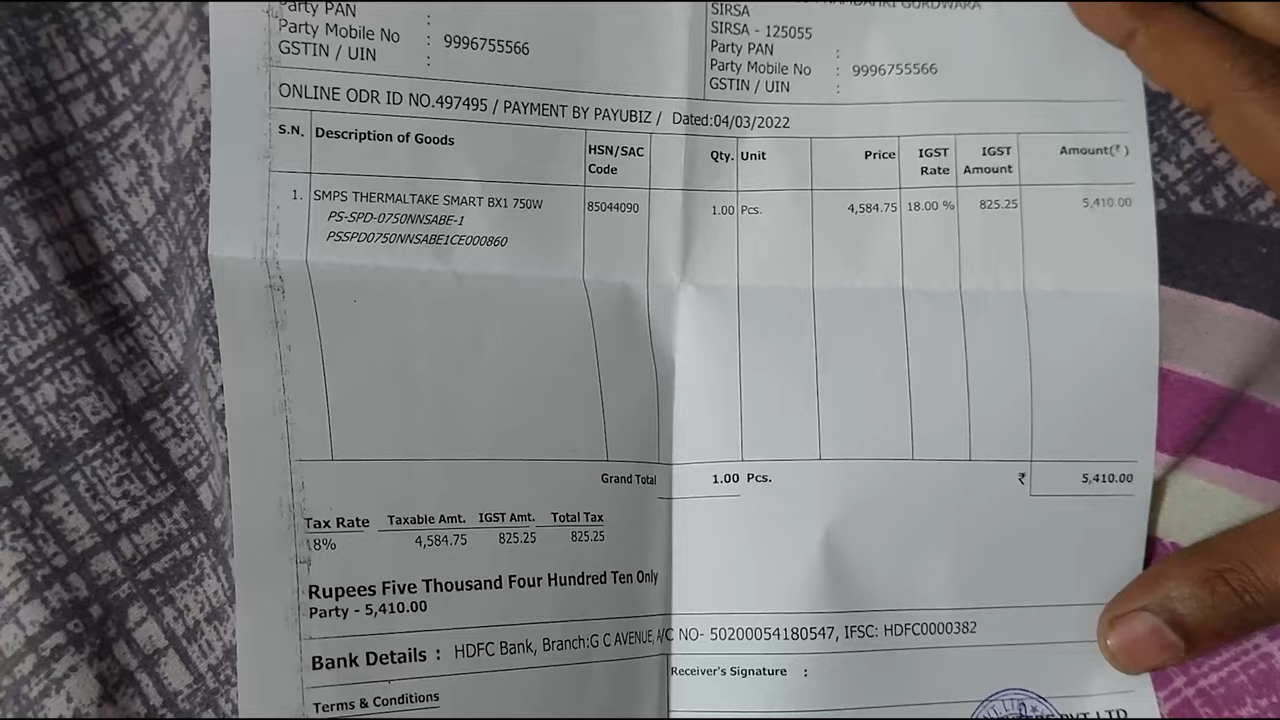 Party PAN :
Party Mobile No : 9996755566
GSTIN / UIN :
GURDWARA
SIRSA
SIRSA - 125055
Party PAN :
Party Mobile No : 9996755566
GSTIN / UIN :
ONLINE ODR ID NO.497495 / PAYMENT BY PAYUBIZ / Dated:04/03/2022
S.N. Description of Goods HSN/SAC Code Qty. Unit Price IGST Rate IGST Amount Amount(₹ )
1. SMPS THERMALTAKE SMART BX1 750W 85044090 1.00 Pcs. 4,584.75 18.00 % 825.25 5,410.00
PS-SPD-0750NNSABE-1
PSSPD0750NNSABE1CE000860
Grand Total 1.00 Pcs. ₹ 5,410.00
Tax Rate Taxable Amt. IGST Amt. Total Tax
18% 4,584.75 825.25 825.25
Rupees Five Thousand Four Hundred Ten Only
Party - 5,410.00
Bank Details : HDFC Bank, Branch:G C AVENUE, A/C NO- 50200054180547, IFSC: HDFC0000382
Receiver's Signature :
Terms & Conditions
PVT LTD